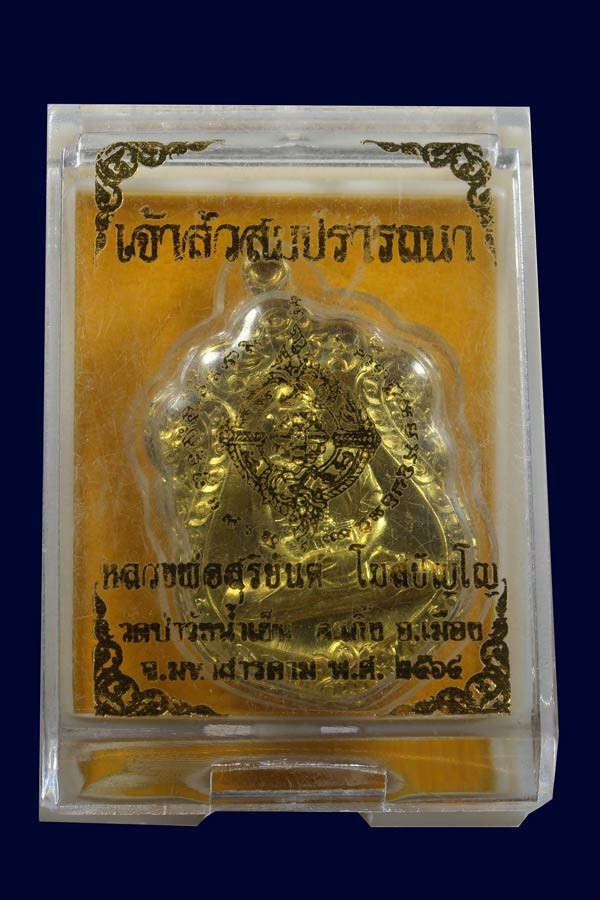 เจ้าสัวสมปรารถนา
หลวงพ่อสุริยันต์ โฆสปัญโญ
วัดป่าวังน้ำเย็น ต.เกิ้ง อ.เมือง
จ.มหาสารคาม พ.ศ. ๒๕๖๔